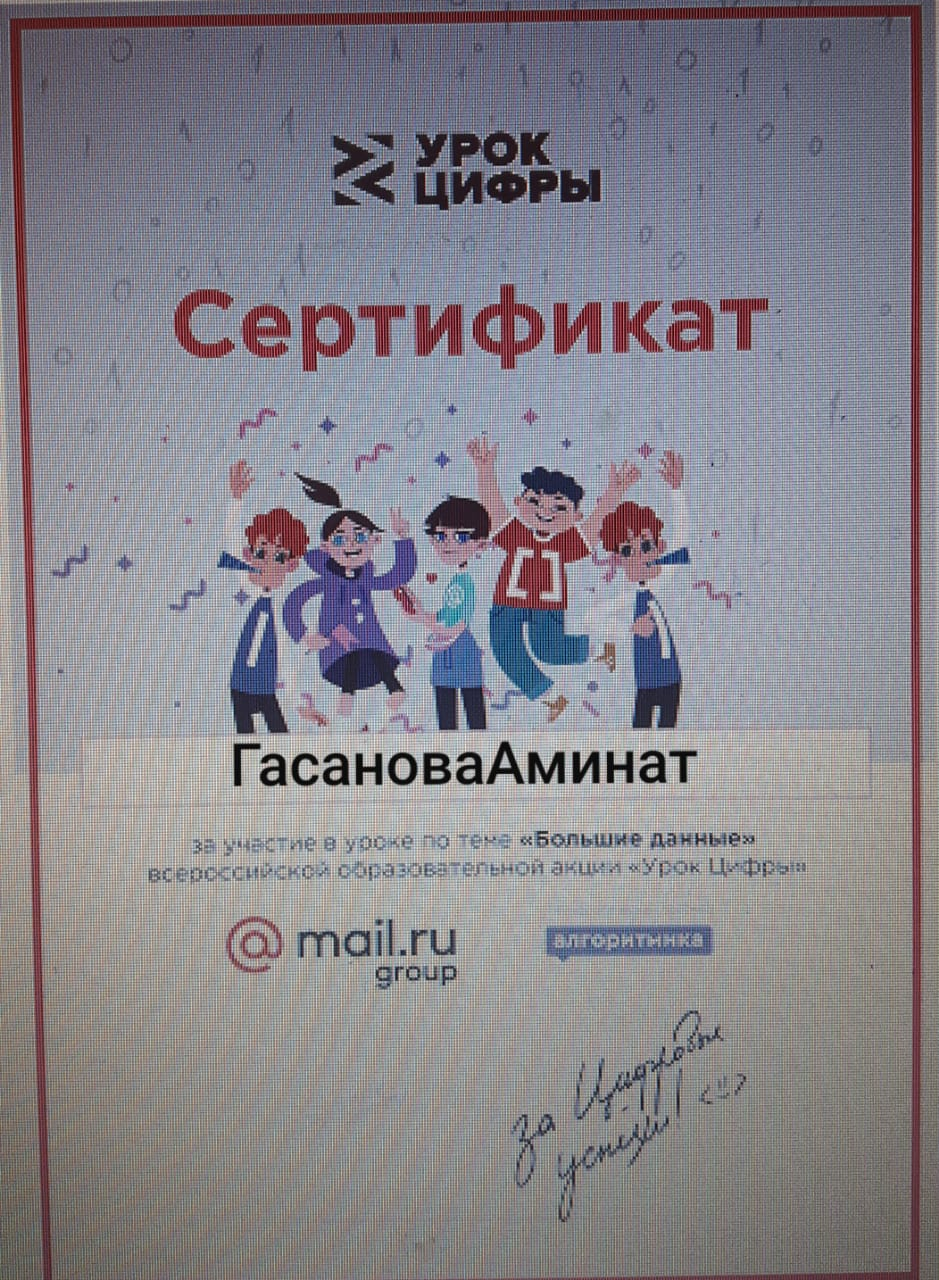 УРОК
ЦИФРЫ
Сертификат
ГасановаАминат
за участие в уроке по теме «Большие данные»
всероссийской образовательной акции «Урок Цифры»
@mail.ru
group
алгоритмика
за Цифровые
успехи! <!!>